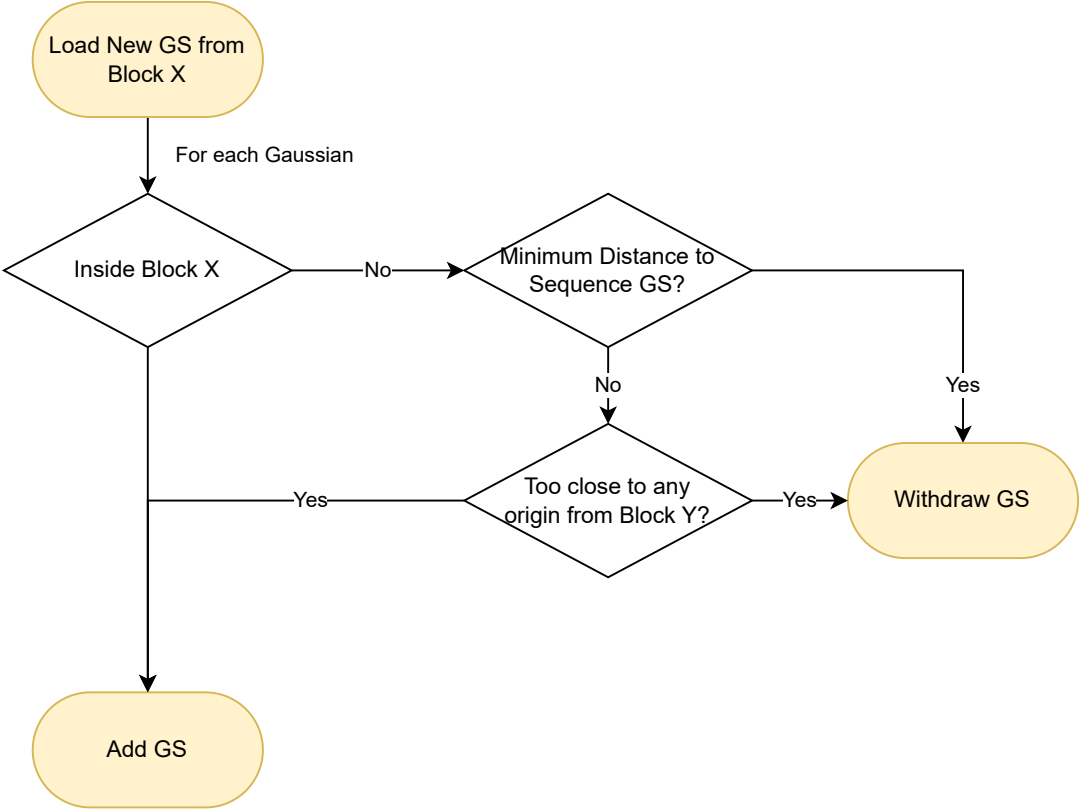 Load New GS from
Block X
For each Gaussian
Inside Block X
No
Minimum Distance to
Sequence GS?
No
Yes
Too close to any
origin from Block Y?
Yes
Yes
Withdraw GS
Add GS